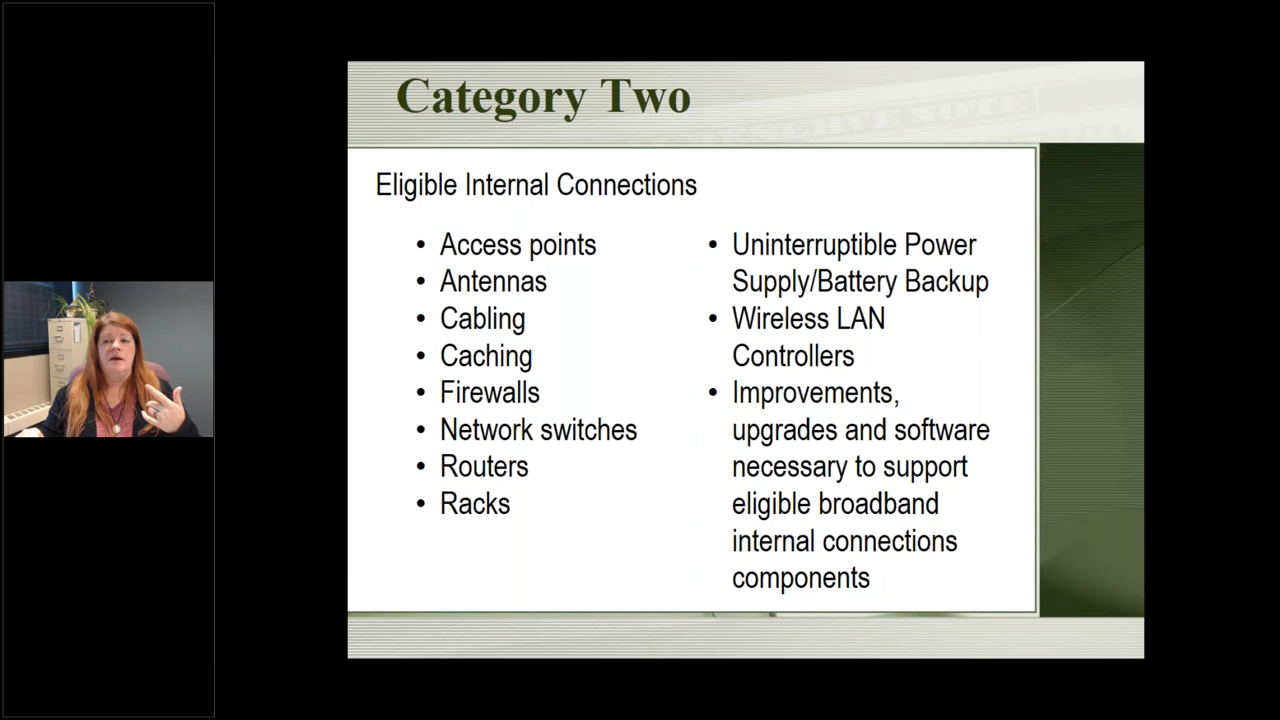 Category Two
Eligible Internal Connections
• Access points
• Antennas
• Cabling
• Caching
• Firewalls
• Network switches
• Routers
• Racks
• Uninterruptible Power
Supply/Battery Backup
• Wireless LAN
Controllers
• Improvements,
upgrades and software
necessary to support
eligible broadband
internal connections
components